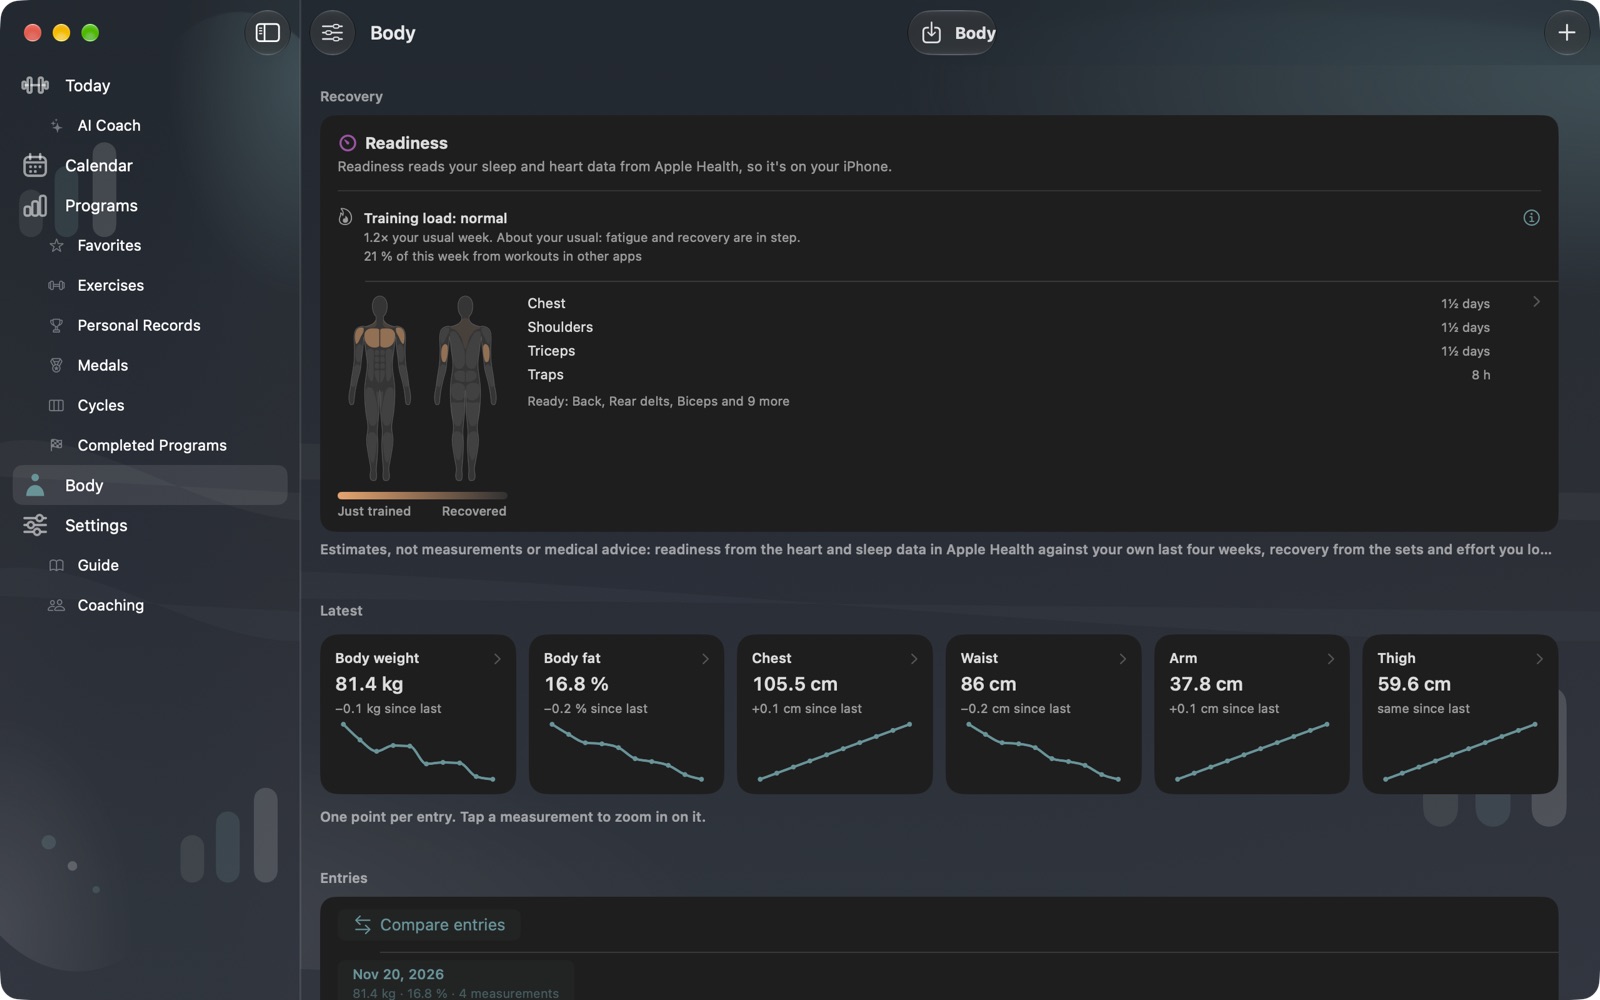 Body
Body
Today
AI Coach
Calendar
Programs
Favorites
Exercises
Personal Records
Medals
Cycles
Completed Programs
Body
Settings
Guide
Coaching
Recovery
Readiness
Readiness reads your sleep and heart data from Apple Health, so it's on your iPhone.
Training load: normal
1.2× your usual week. About your usual: fatigue and recovery are in step.
21 % of this week from workouts in other apps
Chest 1½ days
Shoulders 1½ days
Triceps 1½ days
Traps 8 h
Ready: Back, Rear delts, Biceps and 9 more
Just trained Recovered
Estimates, not measurements or medical advice: readiness from the heart and sleep data in Apple Health against your own last four weeks, recovery from the sets and effort you lo...
Latest
Body weight
81.4 kg
−0.1 kg since last
Body fat
16.8 %
−0.2 % since last
Chest
105.5 cm
+0.1 cm since last
Waist
86 cm
−0.2 cm since last
Arm
37.8 cm
+0.1 cm since last
Thigh
59.6 cm
same since last
One point per entry. Tap a measurement to zoom in on it.
Entries
Compare entries
Nov 20, 2026
81.4 kg · 16.8 % · 4 measurements